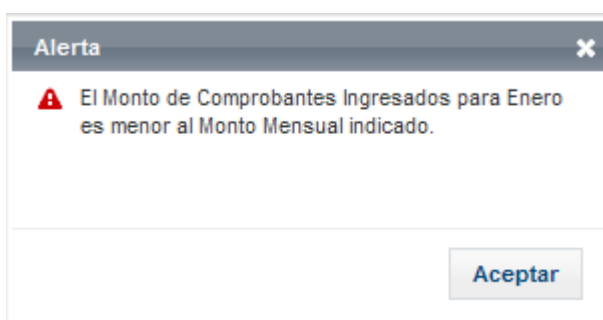 Alerta
El Monto de Comprobantes Ingresados para Enero
es menor al Monto Mensual indicado.
Aceptar